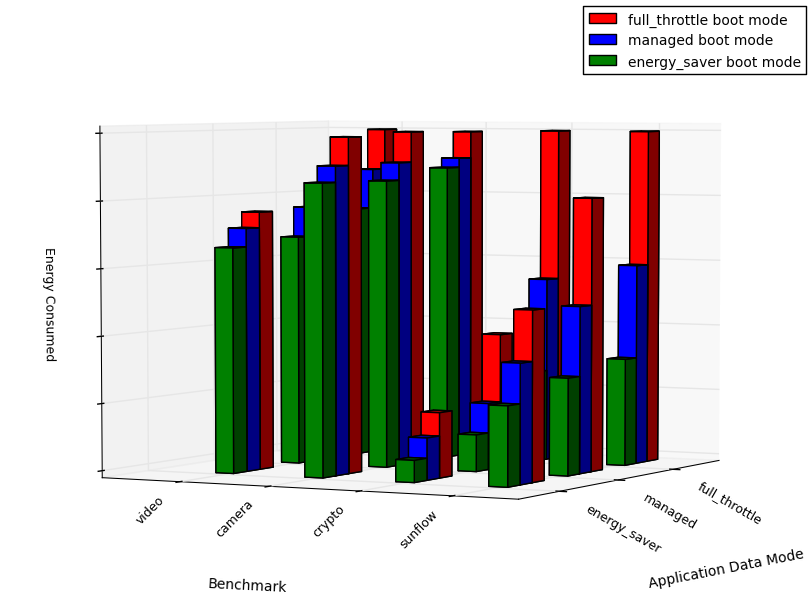 full_throttle boot mode
managed boot mode
energy_saver boot mode
Energy Consumed
video
camera
crypto
sunflow
Benchmark
energy_saver
managed
full_throttle
Application Data Mode